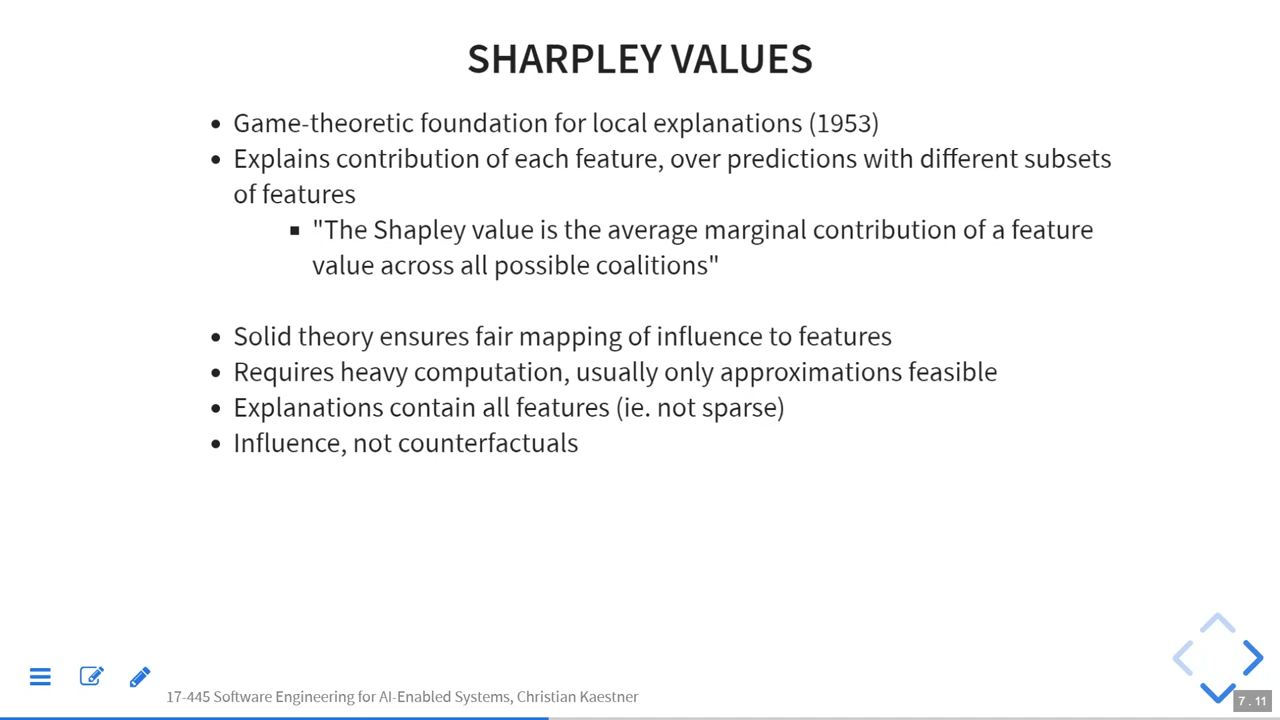 SHARPLEY VALUES
• Game-theoretic foundation for local explanations (1953)
• Explains contribution of each feature, over predictions with different subsets
of features
▪ "The Shapley value is the average marginal contribution of a feature
value across all possible coalitions"
• Solid theory ensures fair mapping of influence to features
• Requires heavy computation, usually only approximations feasible
• Explanations contain all features (ie. not sparse)
• Influence, not counterfactuals
17-445 Software Engineering for AI-Enabled Systems, Christian Kaestner
7 . 11